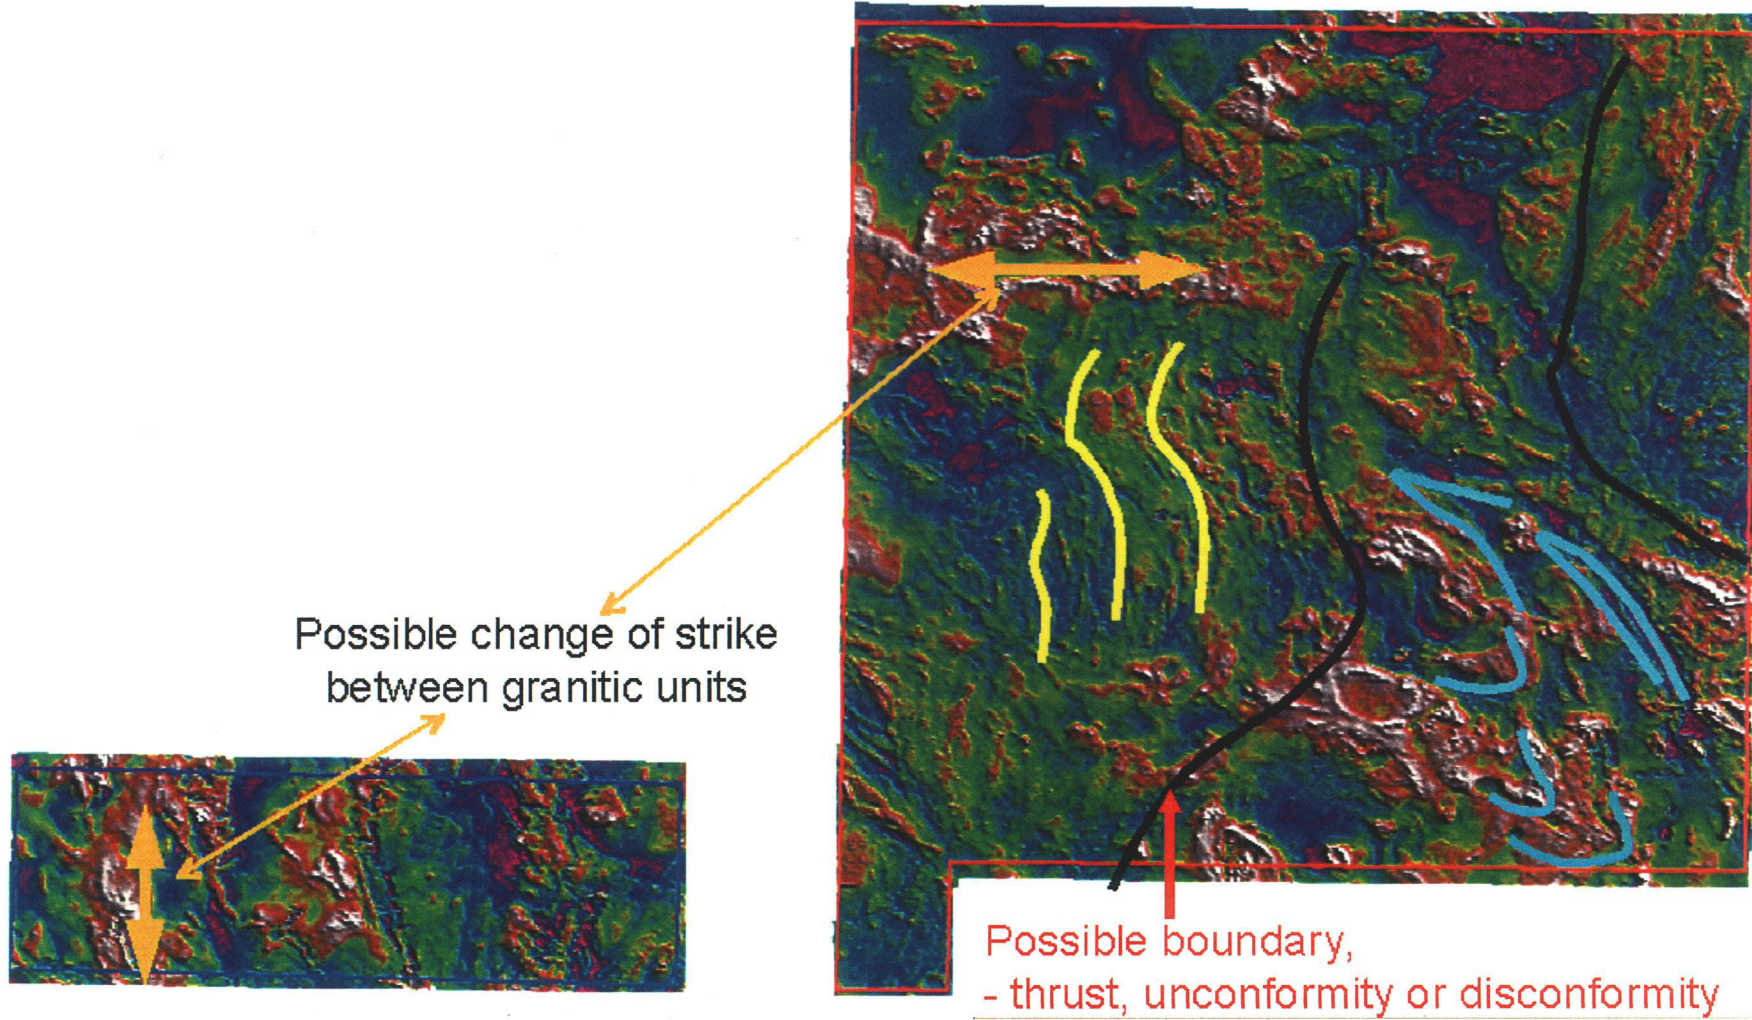 Possible change of strike
between granitic units
Possible boundary,
- thrust, unconformity or disconformity